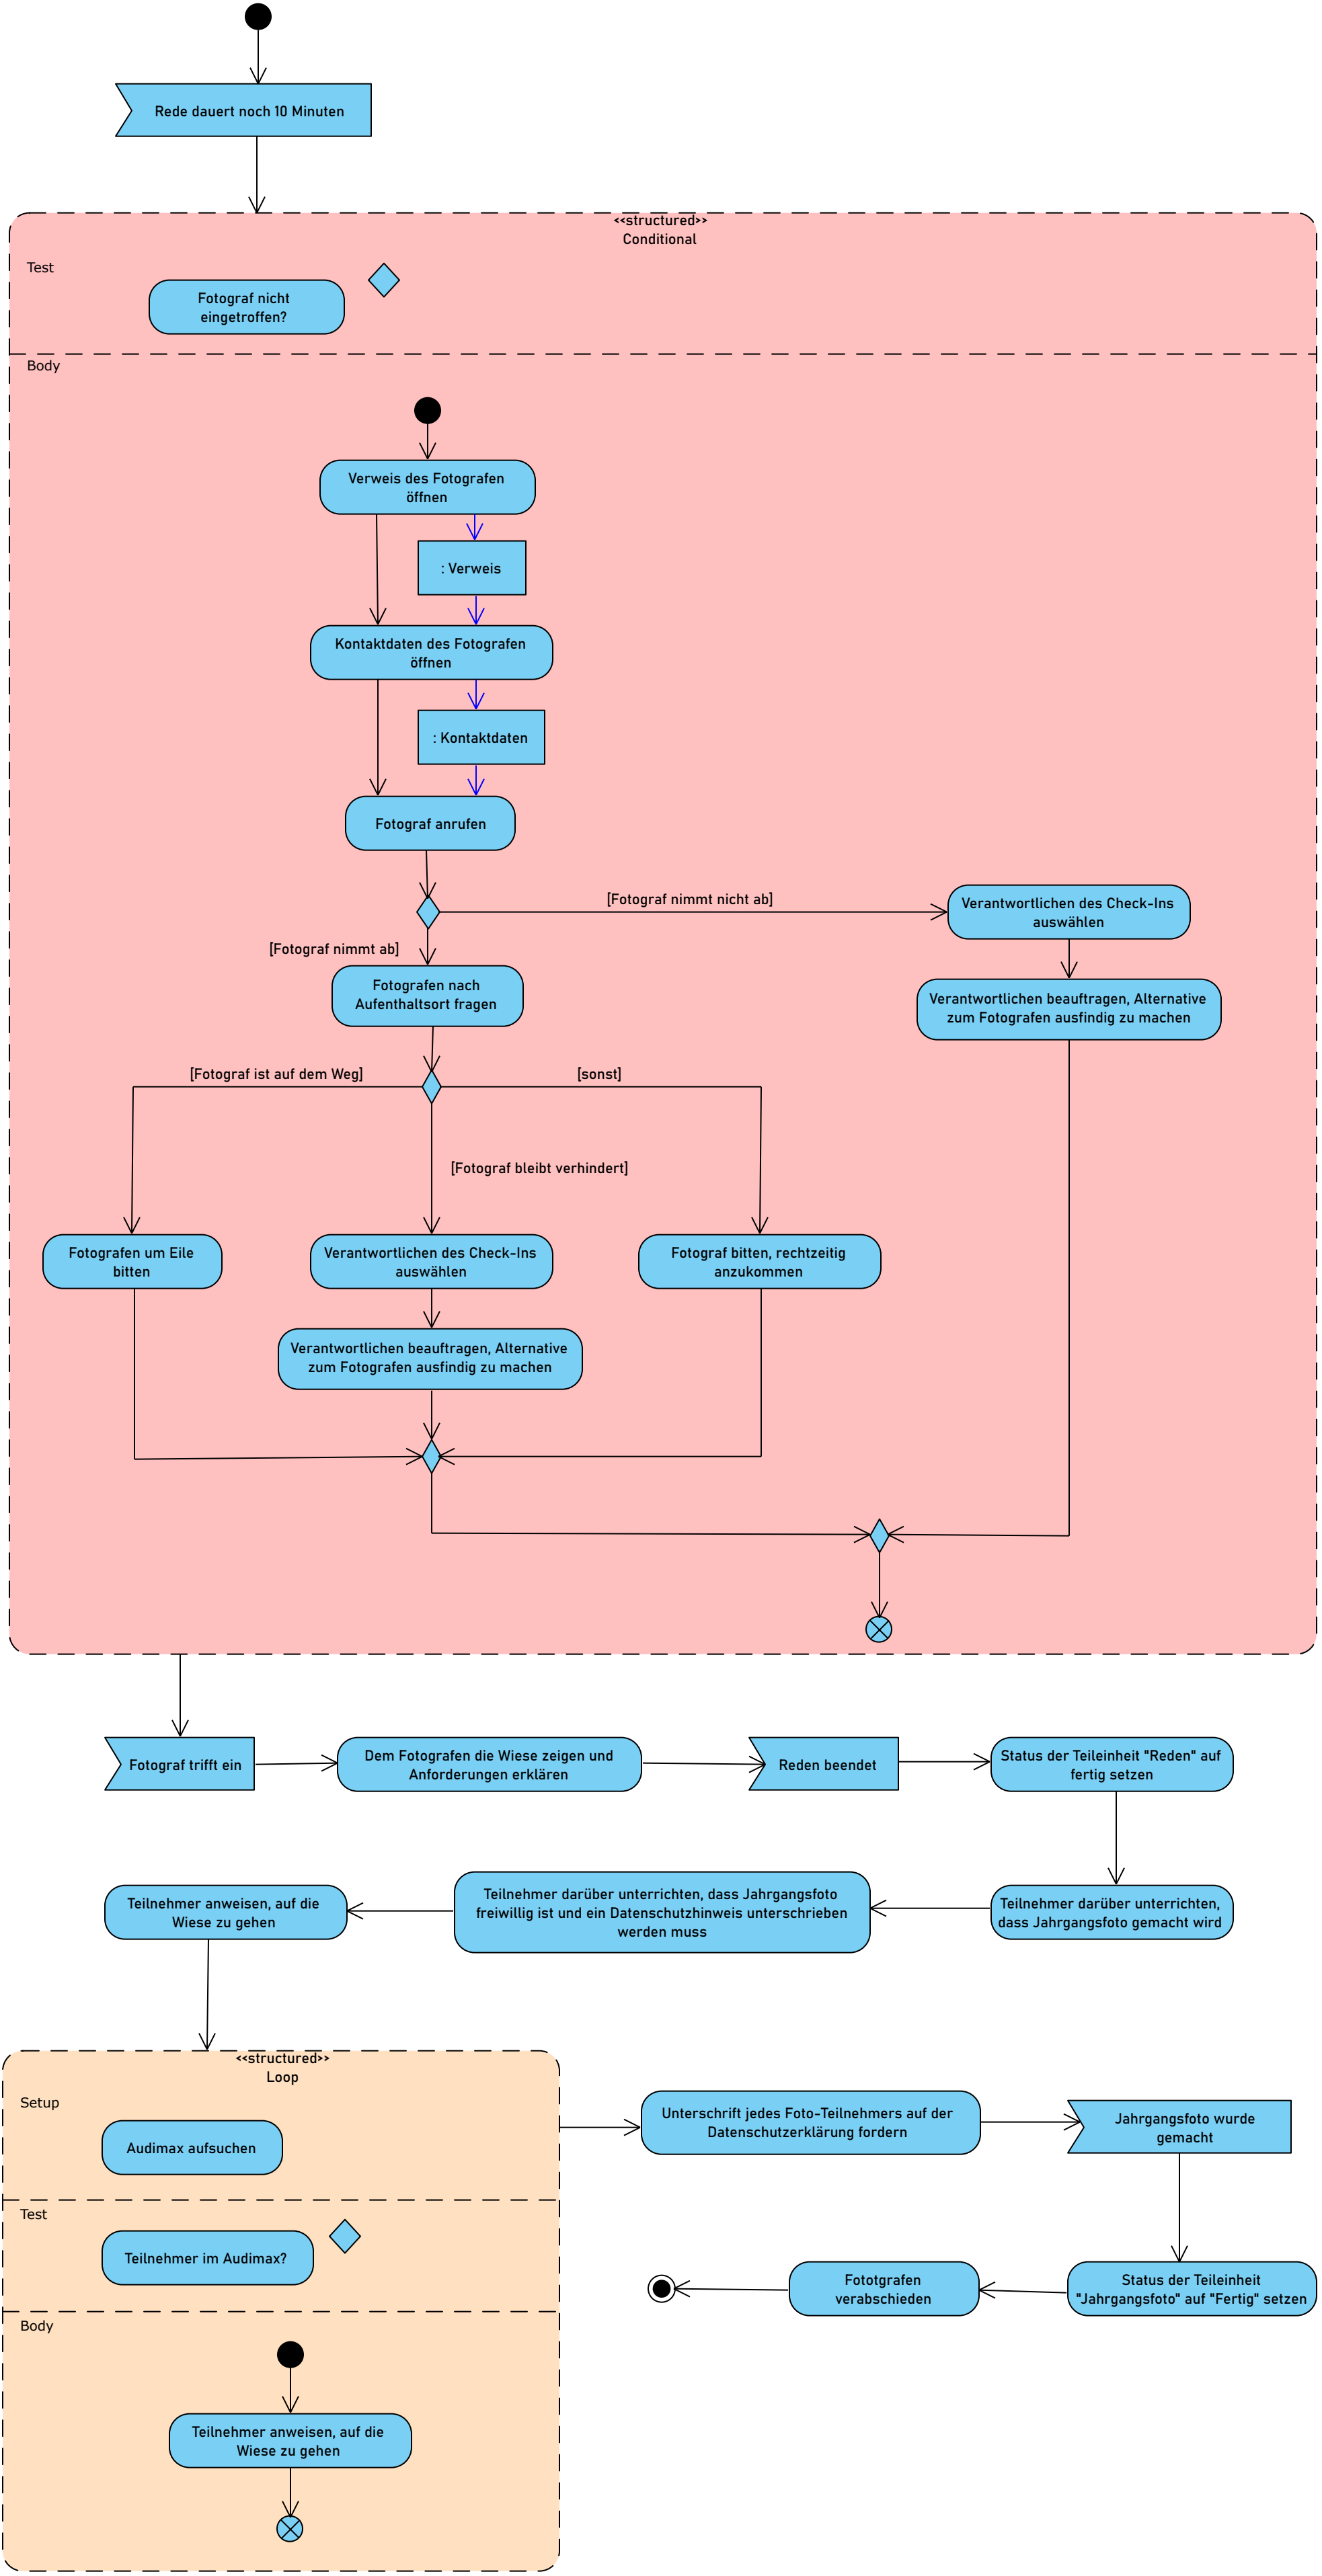 Rede dauert noch 10 Minuten
<<structured>>
Conditional
Test
Fotograf nicht
eingetroffen?
Body
Verweis des Fotografen
öffnen
: Verweis
Kontaktdaten des Fotografen
öffnen
: Kontaktdaten
Fotograf anrufen
[Fotograf nimmt nicht ab]
Verantwortlichen des Check-Ins
auswählen
[Fotograf nimmt ab]
Fotografen nach
Aufenthaltsort fragen
Verantwortlichen beauftragen, Alternative
zum Fotografen ausfindig zu machen
[Fotograf ist auf dem Weg]
[sonst]
[Fotograf bleibt verhindert]
Fotografen um Eile
bitten
Verantwortlichen des Check-Ins
auswählen
Fotograf bitten, rechtzeitig
anzukommen
Verantwortlichen beauftragen, Alternative
zum Fotografen ausfindig zu machen
Fotograf trifft ein
Dem Fotografen die Wiese zeigen und
Anforderungen erklären
Reden beendet
Status der Teileinheit "Reden" auf
fertig setzen
Teilnehmer darüber unterrichten,
dass Jahrgangsfoto gemacht wird
Teilnehmer darüber unterrichten, dass Jahrgangsfoto
freiwillig ist und ein Datenschutzhinweis unterschrieben
werden muss
Teilnehmer anweisen, auf die
Wiese zu gehen
<<structured>>
Loop
Setup
Audimax aufsuchen
Test
Teilnehmer im Audimax?
Body
Teilnehmer anweisen, auf die
Wiese zu gehen
Unterschrift jedes Foto-Teilnehmers auf der
Datenschutzerklärung fordern
Jahrgangsfoto wurde
gemacht
Status der Teileinheit
"Jahrgangsfoto" auf "Fertig" setzen
Fototgrafen
verabschieden